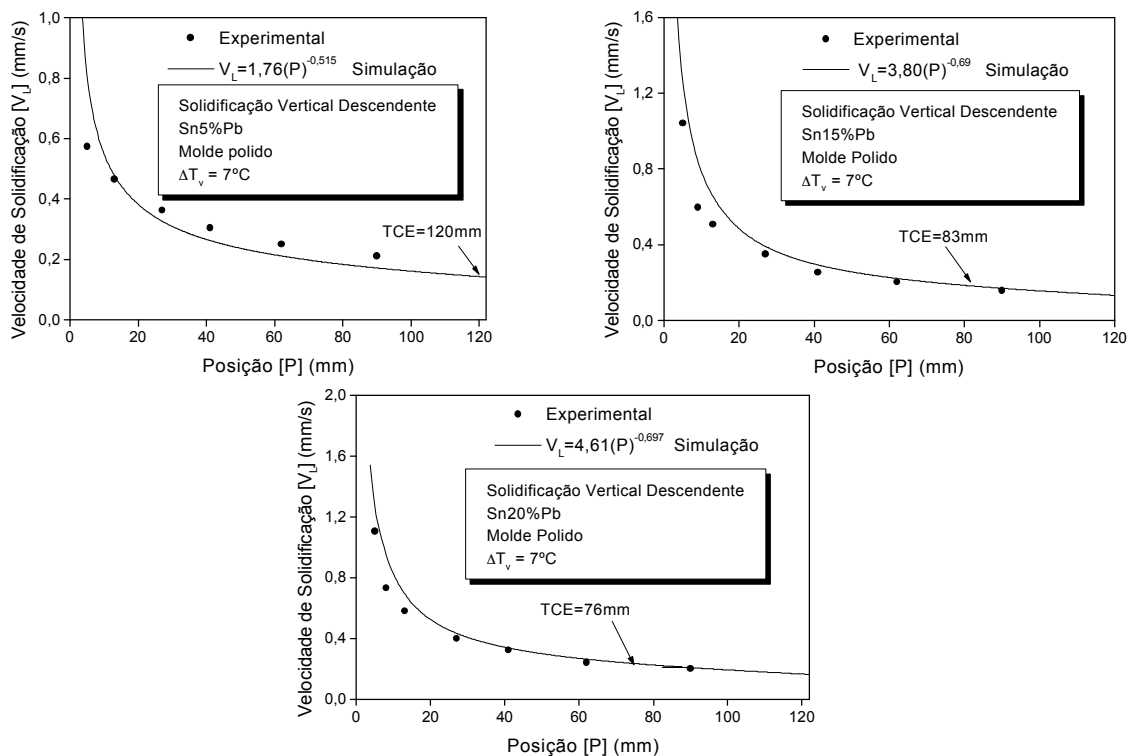 Velocidade de Solidificação [V_L] (mm/s)
1,0
0,8
0,6
0,4
0,2
0,0
Experimental
V_L=1,76(P)^-0,515 Simulação
Solidificação Vertical Descendente
Sn5%Pb
Molde polido
ΔT_v = 7ºC
TCE=120mm
0 20 40 60 80 100 120
Posição [P] (mm)
Velocidade de Solidificação [V_L] (mm/s)
1,6
1,2
0,8
0,4
0,0
Experimental
V_L=3,80(P)^-0,69 Simulação
Solidificação Vertical Descendente
Sn15%Pb
Molde Polido
ΔT_v = 7ºC
TCE=83mm
0 20 40 60 80 100 120
Posição [P] (mm)
Velocidade de Solidificação [V_L] (mm/s)
2,0
1,6
1,2
0,8
0,4
0,0
Experimental
V_L=4,61(P)^-0,697 Simulação
Solidificação Vertical Descendente
Sn20%Pb
Molde Polido
ΔT_v = 7ºC
TCE=76mm
0 20 40 60 80 100 120
Posição [P] (mm)